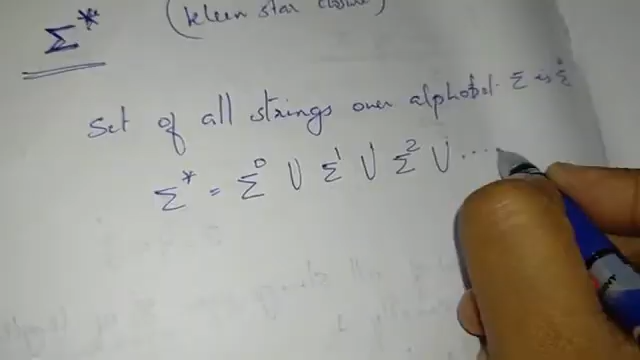 Σ* (kleen star closure)
Set of all strings over alphabet Σ is Σ
Σ* = Σ⁰ ∪ Σ¹ ∪ Σ² ∪ ....